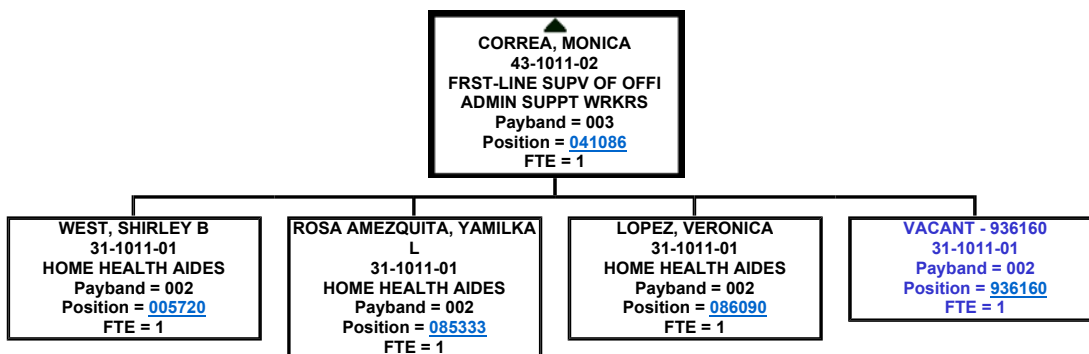 CORREA, MONICA
43-1011-02
FRST-LINE SUPV OF OFFI
ADMIN SUPPT WRKRS
Payband = 003
Position = 041086
FTE = 1
WEST, SHIRLEY B
31-1011-01
HOME HEALTH AIDES
Payband = 002
Position = 005720
FTE = 1
ROSA AMEZQUITA, YAMILKA
L
31-1011-01
HOME HEALTH AIDES
Payband = 002
Position = 085333
FTE = 1
LOPEZ, VERONICA
31-1011-01
HOME HEALTH AIDES
Payband = 002
Position = 086090
FTE = 1
VACANT - 936160
31-1011-01
Payband = 002
Position = 936160
FTE = 1